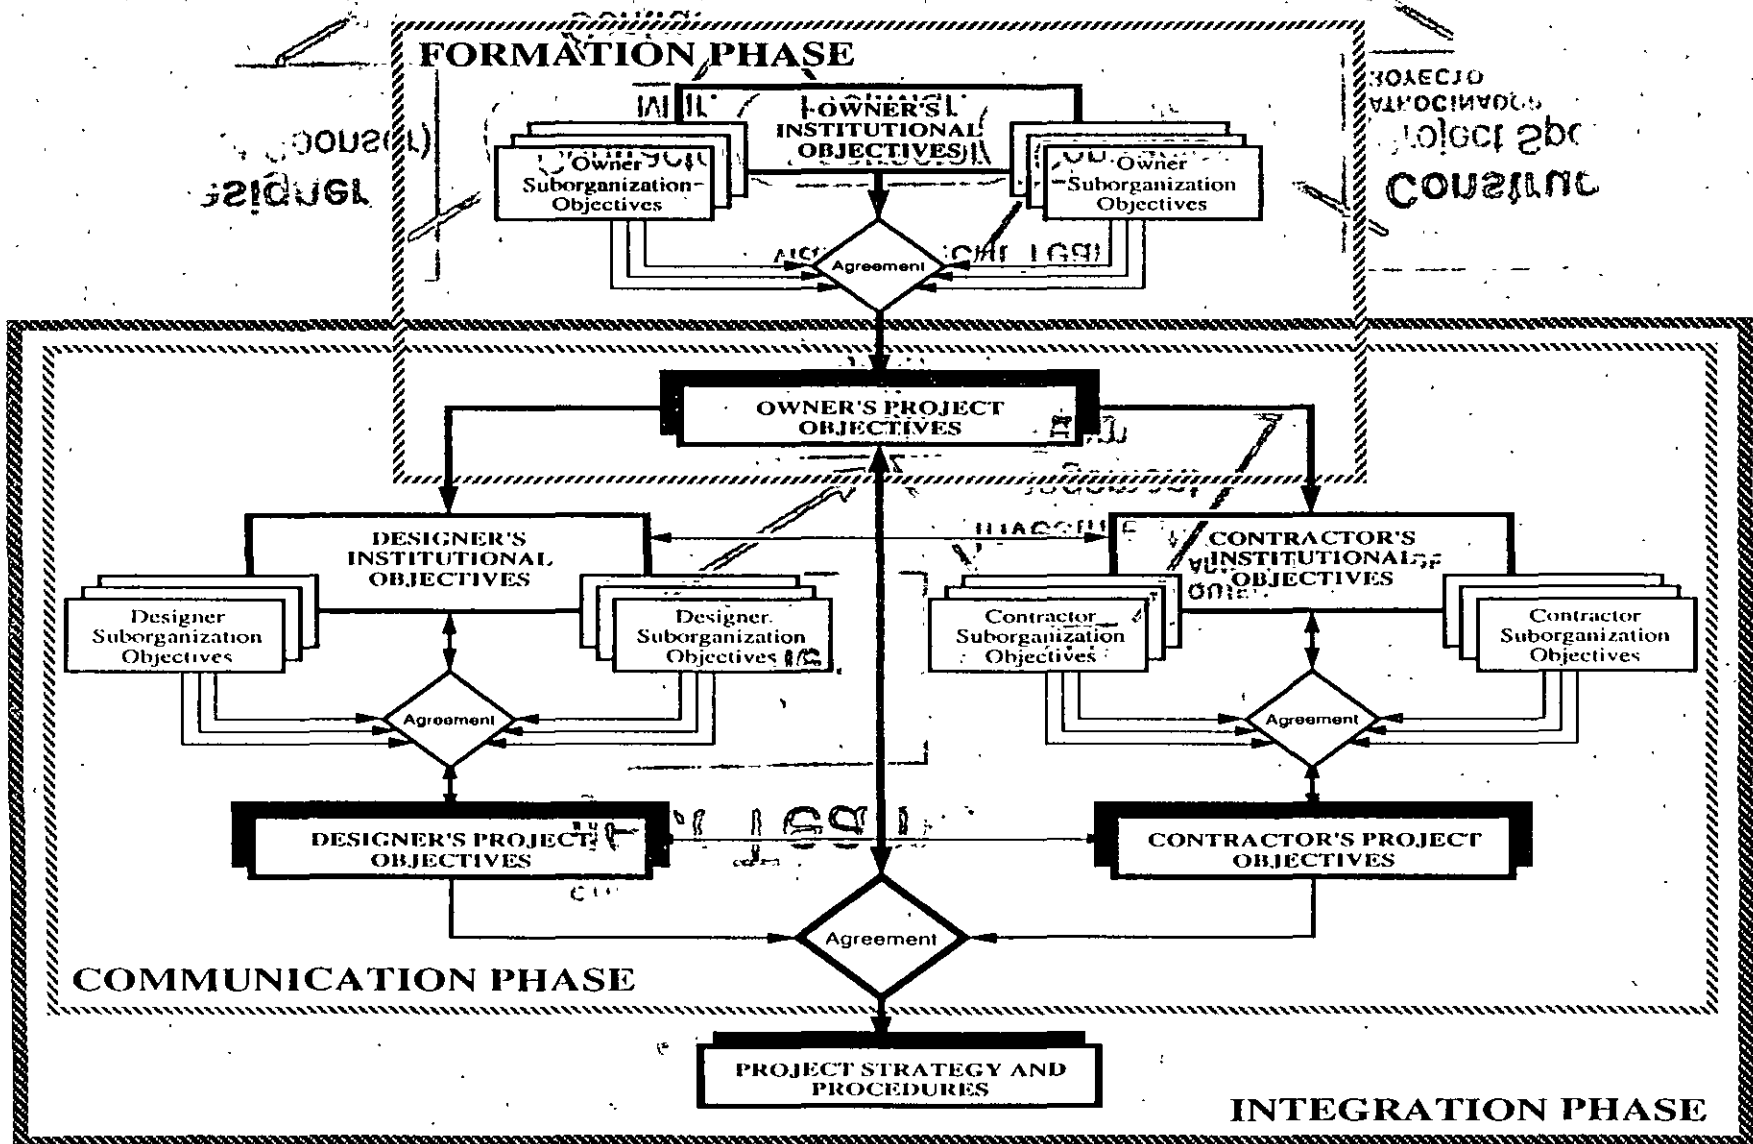 FORMATION PHASE
OWNER'S
INSTITUTIONAL
OBJECTIVES
Owner
Suborganization
Objectives
Owner
Suborganization
Objectives
Agreement
OWNER'S PROJECT
OBJECTIVES
DESIGNER'S
INSTITUTIONAL
OBJECTIVES
CONTRACTOR'S
INSTITUTIONAL
OBJECTIVES
Designer
Suborganization
Objectives
Designer
Suborganization
Objectives
Contractor
Suborganization
Objectives
Contractor
Suborganization
Objectives
Agreement
Agreement
DESIGNER'S PROJECT
OBJECTIVES
CONTRACTOR'S PROJECT
OBJECTIVES
Agreement
COMMUNICATION PHASE
PROJECT STRATEGY AND
PROCEDURES
INTEGRATION PHASE